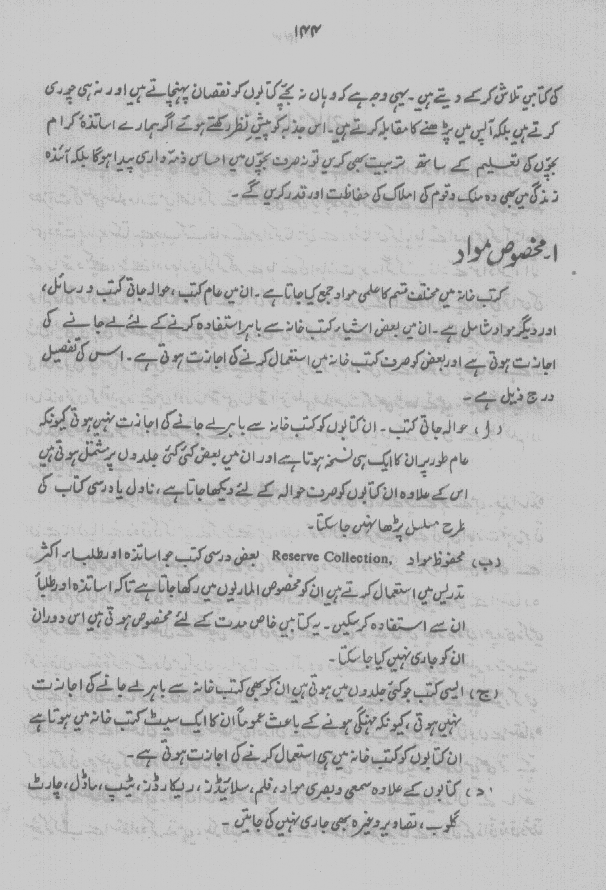 ۱۴۴
کی کتابیں تلاش کر کے دیتے ہیں۔ یہی وجہ ہے کہ وہاں نہ بچے کتابوں کو نقصان پہنچاتے ہیں اور نہ ہی چوری
کرتے ہیں بلکہ آپس میں پڑھنے کا مقابلہ کرتے ہیں۔ اس جذبہ کو پیشِ نظر رکھتے ہوئے اگر ہمارے اساتذۂ کرام
بچوں کی تعلیم کے ساتھ تربیت بھی کریں تو نہ صرف بچوں میں احساس ذمہ داری پیدا ہوگا بلکہ آئندہ
زندگی میں بھی وہ ملک و قوم کی املاک کی حفاظت اور قدر کریں گے۔
۱۔ مخصوص مواد
کتب خانہ میں مختلف قسم کا علمی مواد جمع کیا جاتا ہے۔ ان میں عام کتب، حوالہ جاتی کتب و رسائل،
اور دیگر مواد شامل ہے۔ ان میں بعض اشیاء کتب خانہ سے باہر استفادہ کرنے کے لئے لے جانے کی
اجازت ہوتی ہے اور بعض کو صرف کتب خانہ میں استعمال کرنے کی اجازت ہوتی ہے۔ اس کی تفصیل
درج ذیل ہے۔
(ا) حوالہ جاتی کتب۔ ان کتابوں کو کتب خانہ سے باہر لے جانے کی اجازت نہیں ہوتی کیونکہ
عام طور پر ان کا ایک ہی نسخہ ہوتا ہے اور ان میں بعض کئی کئی جلدوں پر مشتمل ہوتی ہیں
اس کے علاوہ ان کتابوں کو صرف حوالہ کے لئے دیکھا جاتا ہے، ناول یا درسی کتاب کی
طرح مسلسل پڑھا نہیں جا سکتا۔
(ب) محفوظ مواد Reserve Collection, بعض درسی کتب جو اساتذہ اور طلباء اکثر
تدریس میں استعمال کرتے ہیں ان کو مخصوص الماریوں میں رکھا جاتا ہے تاکہ اساتذہ اور طلباً
ان سے استفادہ کر سکیں۔ یہ کتابیں خاص مدت کے لئے مخصوص ہوتی ہیں اس دوران
ان کو جاری نہیں کیا جا سکتا۔
(ج) ایسی کتب جو کئی جلدوں میں ہوتی ہیں ان کو بھی کتب خانہ سے باہر لے جانے کی اجازت
نہیں ہوتی، کیونکہ مہنگی ہونے کے باعث عموماً ان کا ایک سیٹ کتب خانہ میں ہوتا ہے
ان کتابوں کو کتب خانہ میں ہی استعمال کرنے کی اجازت ہوتی ہے۔
(د) کتابوں کے علاوہ سمعی و بصری مواد، فلم، سلائیڈز، ریکارڈز، ٹیپ، ماڈل، چارٹ
گلوب، تصاویر وغیرہ بھی جاری نہیں کی جاتیں۔